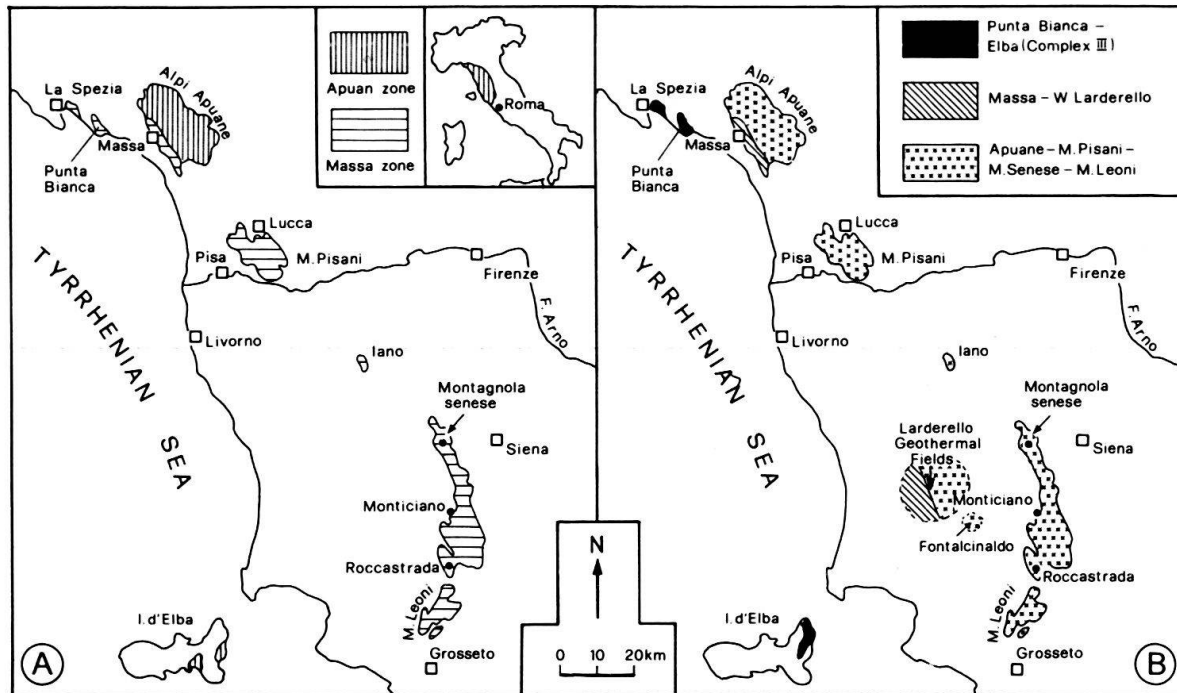 Apuan zone
Massa zone
Roma
La Spezia
Alpi Apuane
Massa
Punta
Bianca
Lucca
Pisa
M. Pisani
Firenze
F. Arno
Livorno
TYRRHENIAN SEA
Iano
Montagnola
senese
Siena
Monticiano
Roccastrada
M. Leoni
I. d'Elba
Grosseto
A
N
0 10 20km
Punta Bianca –
Elba (Complex III)
Massa – W Larderello
Apuane – M. Pisani –
M. Senese – M. Leoni
La Spezia
Alpi Apuane
Massa
Punta
Bianca
Lucca
Pisa
M. Pisani
Firenze
F. Arno
Livorno
TYRRHENIAN SEA
Iano
Montagnola
senese
Larderello
Geothermal
Fields
Siena
Monticiano
Fontalcinaldo
Roccastrada
M. Leoni
I. d'Elba
Grosseto
B